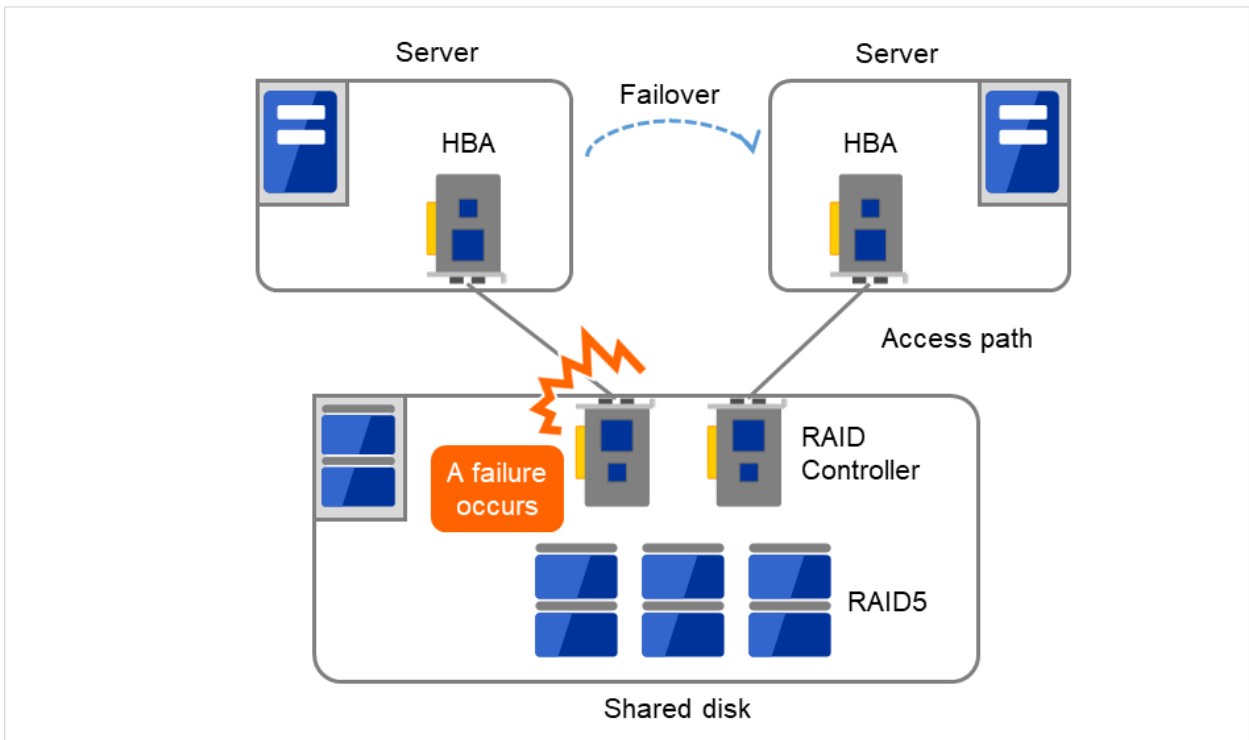 Server
Server
Failover
HBA
HBA
Access path
RAID
Controller
A failure
occurs
RAID5
Shared disk